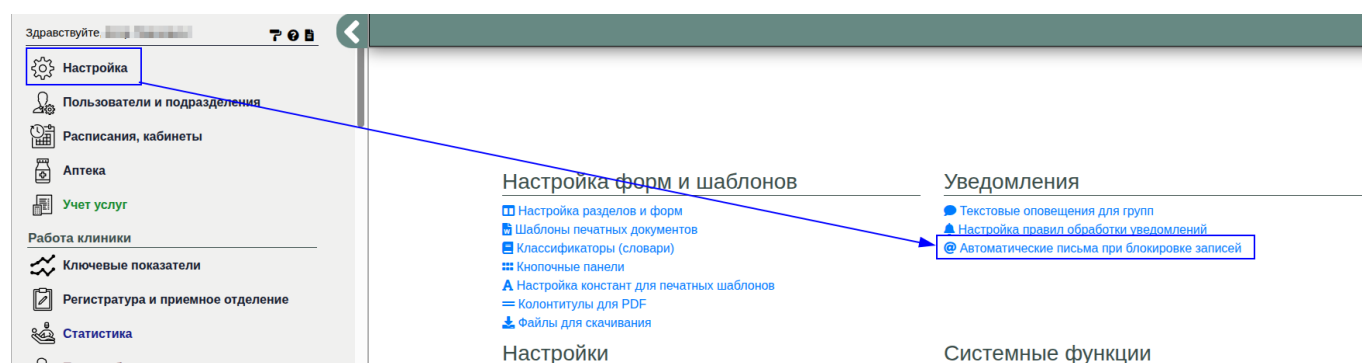 Здравствуйте,
Настройка
Пользователи и подразделения
Расписания, кабинеты
Аптека
Учет услуг
Работа клиники
Ключевые показатели
Регистратура и приемное отделение
Статистика
Настройка форм и шаблонов
Настройка разделов и форм
Шаблоны печатных документов
Классификаторы (словари)
Кнопочные панели
Настройка констант для печатных шаблонов
Колонтитулы для PDF
Файлы для скачивания
Настройки
Уведомления
Текстовые оповещения для групп
Настройка правил обработки уведомлений
Автоматические письма при блокировке записей
Системные функции